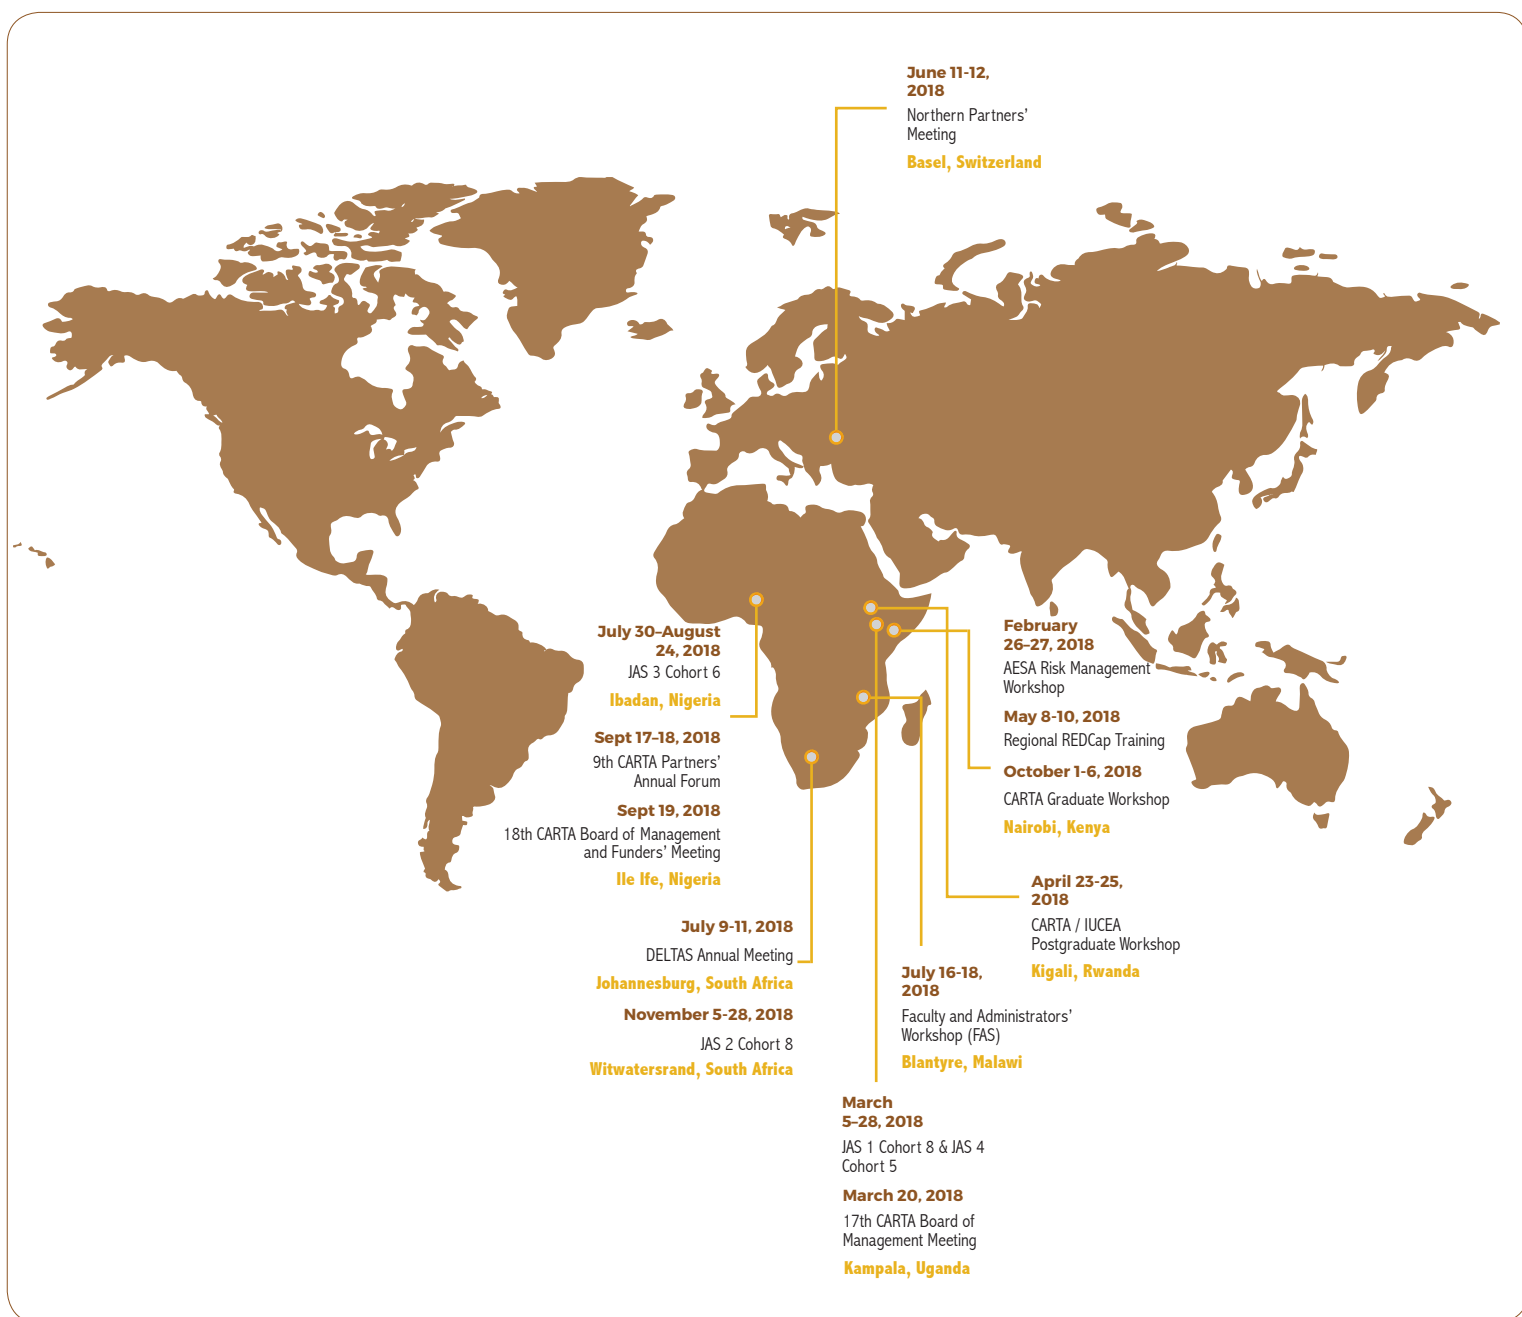 June 11-12,
2018
Northern Partners'
Meeting
Basel, Switzerland
July 30–August
24, 2018
JAS 3 Cohort 6
Ibadan, Nigeria
Sept 17–18, 2018
9th CARTA Partners'
Annual Forum
Sept 19, 2018
18th CARTA Board of Management
and Funders' Meeting
Ile Ife, Nigeria
July 9-11, 2018
DELTAS Annual Meeting
Johannesburg, South Africa
November 5-28, 2018
JAS 2 Cohort 8
Witwatersrand, South Africa
February
26–27, 2018
AESA Risk Management
Workshop
May 8-10, 2018
Regional REDCap Training
October 1-6, 2018
CARTA Graduate Workshop
Nairobi, Kenya
April 23-25,
2018
CARTA / IUCEA
Postgraduate Workshop
Kigali, Rwanda
July 16-18,
2018
Faculty and Administrators'
Workshop (FAS)
Blantyre, Malawi
March
5–28, 2018
JAS 1 Cohort 8 & JAS 4
Cohort 5
March 20, 2018
17th CARTA Board of
Management Meeting
Kampala, Uganda